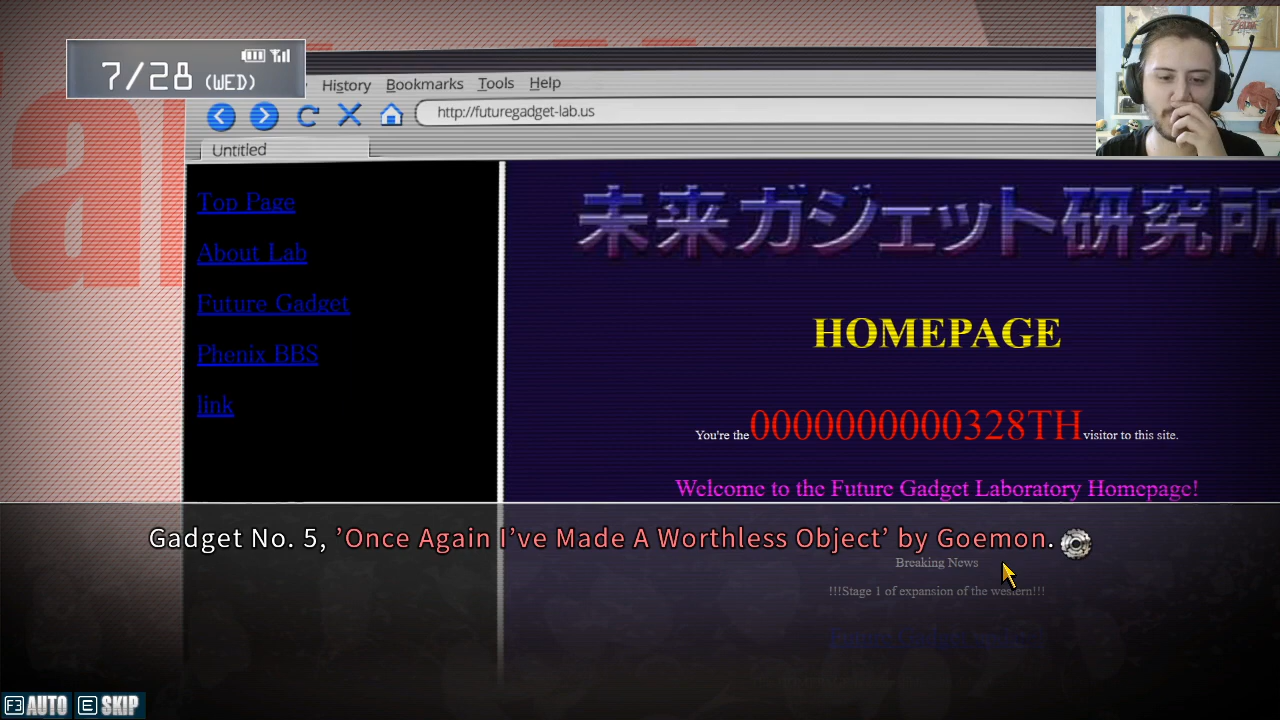 7/28 (WED)
History Bookmarks Tools Help
http://futuregadget-lab.us
Untitled
Top Page
About Lab
Future Gadget
Phenix BBS
link
未来ガジェット研究所
HOMEPAGE
You're the 0000000000328TH visitor to this site.
Welcome to the Future Gadget Laboratory Homepage!
Gadget No. 5, ’Once Again I’ve Made A Worthless Object’ by Goemon.
Breaking News
!!!Stage 1 of expansion of the western!!!
F3 AUTO E SKIP